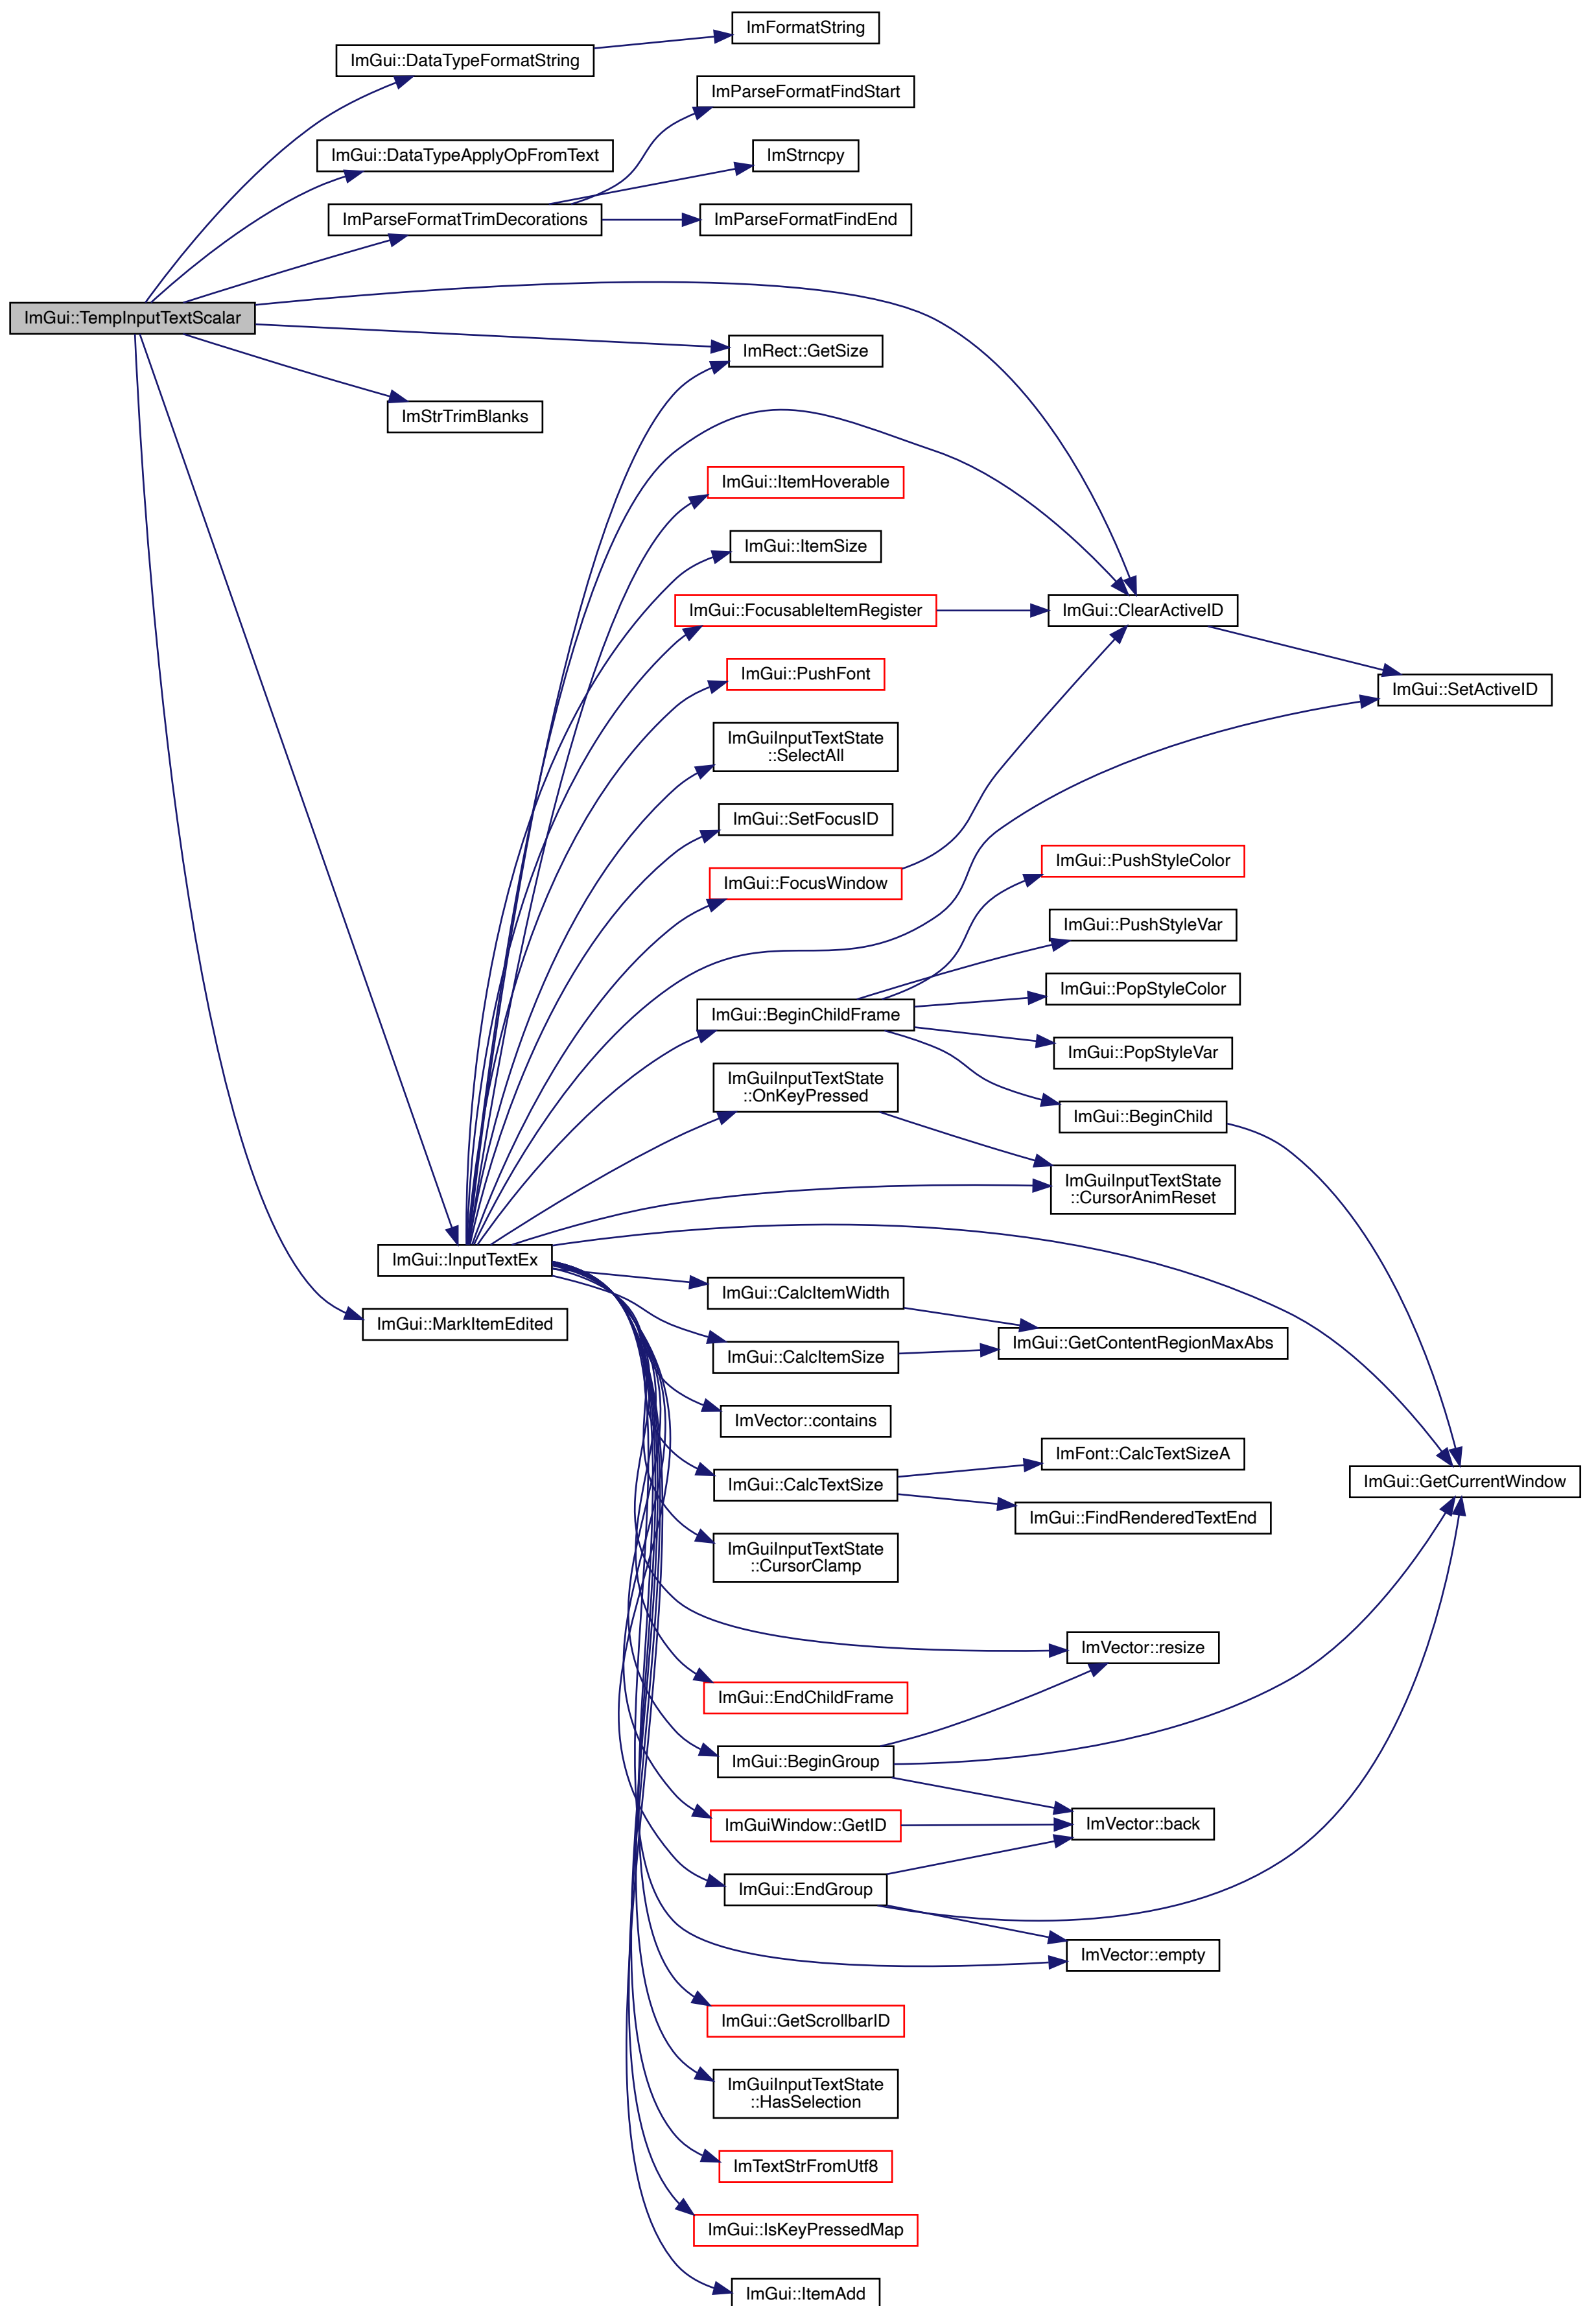 ImFormatString
ImGui::DataTypeFormatString
ImParseFormatFindStart
ImGui::DataTypeApplyOpFromText
ImStrncpy
ImParseFormatTrimDecorations
ImParseFormatFindEnd
ImGui::TempInputTextScalar
ImRect::GetSize
ImStrTrimBlanks
ImGui::ItemHoverable
ImGui::ItemSize
ImGui::FocusableItemRegister
ImGui::ClearActiveID
ImGui::PushFont
ImGui::SetActiveID
ImGuiInputTextState
::SelectAll
ImGui::SetFocusID
ImGui::PushStyleColor
ImGui::FocusWindow
ImGui::PushStyleVar
ImGui::PopStyleColor
ImGui::BeginChildFrame
ImGui::PopStyleVar
ImGuiInputTextState
::OnKeyPressed
ImGui::BeginChild
ImGuiInputTextState
::CursorAnimReset
ImGui::InputTextEx
ImGui::CalcItemWidth
ImGui::MarkItemEdited
ImGui::GetContentRegionMaxAbs
ImGui::CalcItemSize
ImVector::contains
ImFont::CalcTextSizeA
ImGui::GetCurrentWindow
ImGui::CalcTextSize
ImGui::FindRenderedTextEnd
ImGuiInputTextState
::CursorClamp
ImVector::resize
ImGui::EndChildFrame
ImGui::BeginGroup
ImGuiWindow::GetID
ImVector::back
ImGui::EndGroup
ImVector::empty
ImGui::GetScrollbarID
ImGuiInputTextState
::HasSelection
ImTextStrFromUtf8
ImGui::IsKeyPressedMap
ImGui::ItemAdd